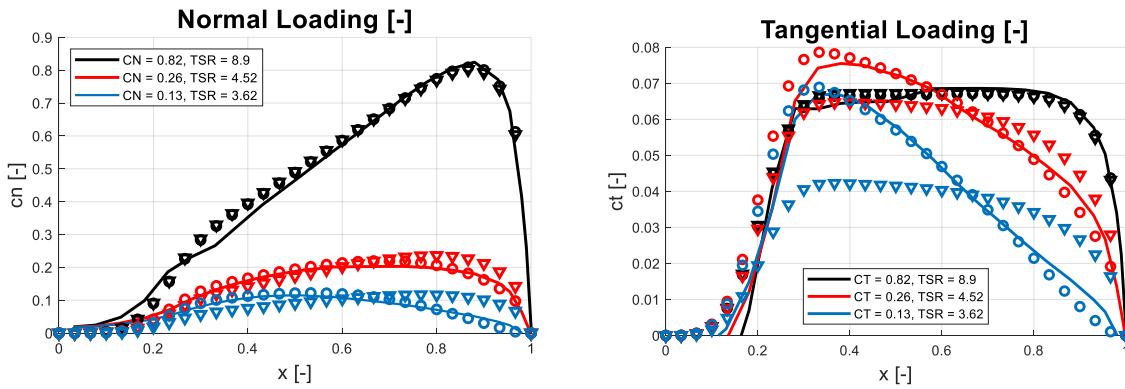 Normal Loading [-]
0.9
0.8
0.7
0.6
0.5
0.4
0.3
0.2
0.1
0
cn [-]
CN = 0.82, TSR = 8.9
CN = 0.26, TSR = 4.52
CN = 0.13, TSR = 3.62
0
0.2
0.4
0.6
0.8
1
x [-]
Tangential Loading [-]
0.08
0.07
0.06
0.05
0.04
0.03
0.02
0.01
0
ct [-]
CT = 0.82, TSR = 8.9
CT = 0.26, TSR = 4.52
CT = 0.13, TSR = 3.62
0
0.2
0.4
0.6
0.8
1
x [-]